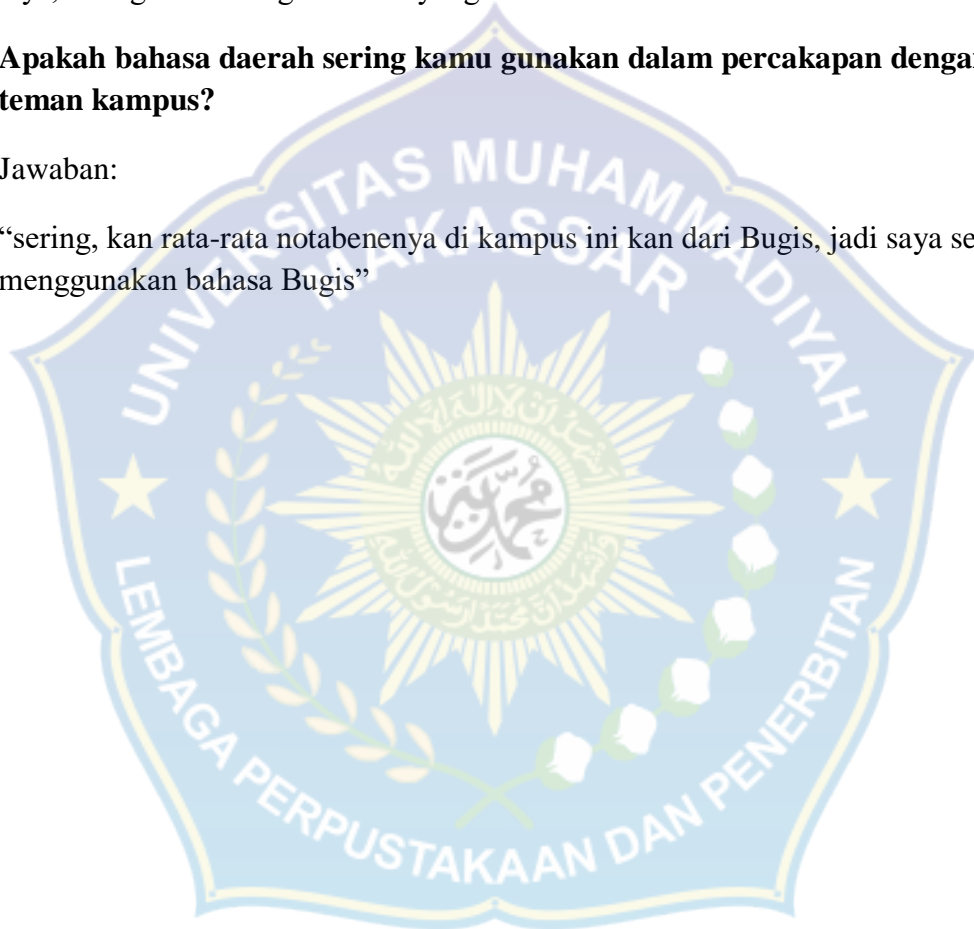 Apakah bahasa daerah sering kamu gunakan dalam percakapan dengan
teman kampus?
Jawaban:
“sering, kan rata-rata notabenenya di kampus ini kan dari Bugis, jadi saya se
menggunakan bahasa Bugis”
UNIVERSITAS MUHAMMADIYAH
MAKASSAR
محمد
LEMBAGA PERPUSTAKAAN DAN PENERBITAN